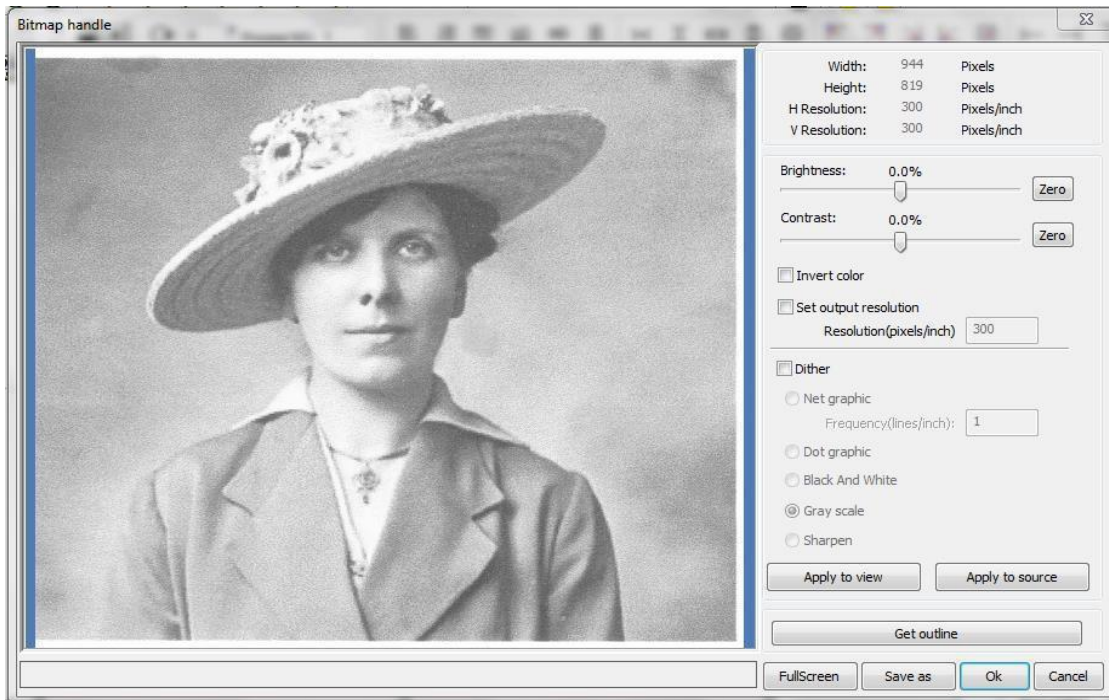 Bitmap handle
Width: 944 Pixels
Height: 819 Pixels
H Resolution: 300 Pixels/inch
V Resolution: 300 Pixels/inch
Brightness: 0.0%
Zero
Contrast: 0.0%
Zero
Invert color
Set output resolution
Resolution(pixels/inch) 300
Dither
Net graphic
Frequency(lines/inch): 1
Dot graphic
Black And White
Gray scale
Sharpen
Apply to view Apply to source
Get outline
FullScreen Save as Ok Cancel